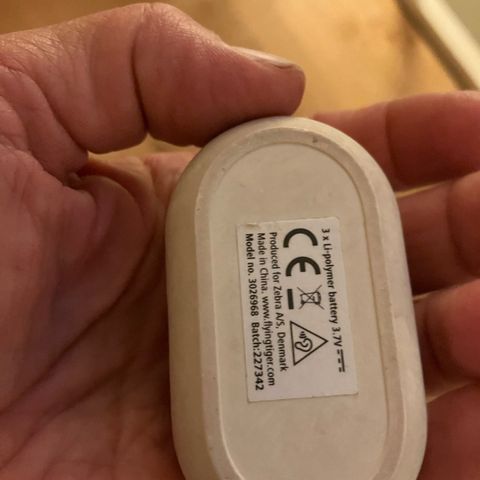 3 x Li-polymer battery 3.7V
CE
Produced for Zebra A/S, Denmark
Made in China. www.flyingtiger.com
Model no. 3026968 Batch:227342